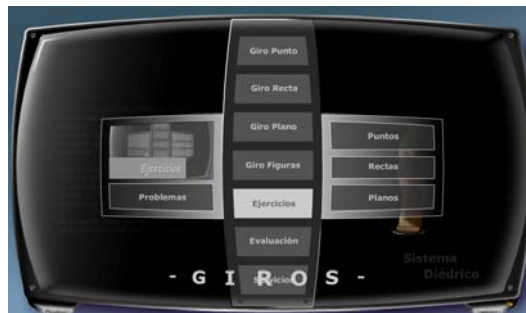 Giro Punto
Giro Recta
Giro Plano
Giro Figuras
Ejercicios
Evaluación
Ejercicios
Problemas
Puntos
Rectas
Planos
Sistema
Diédrico
- G I R O S -